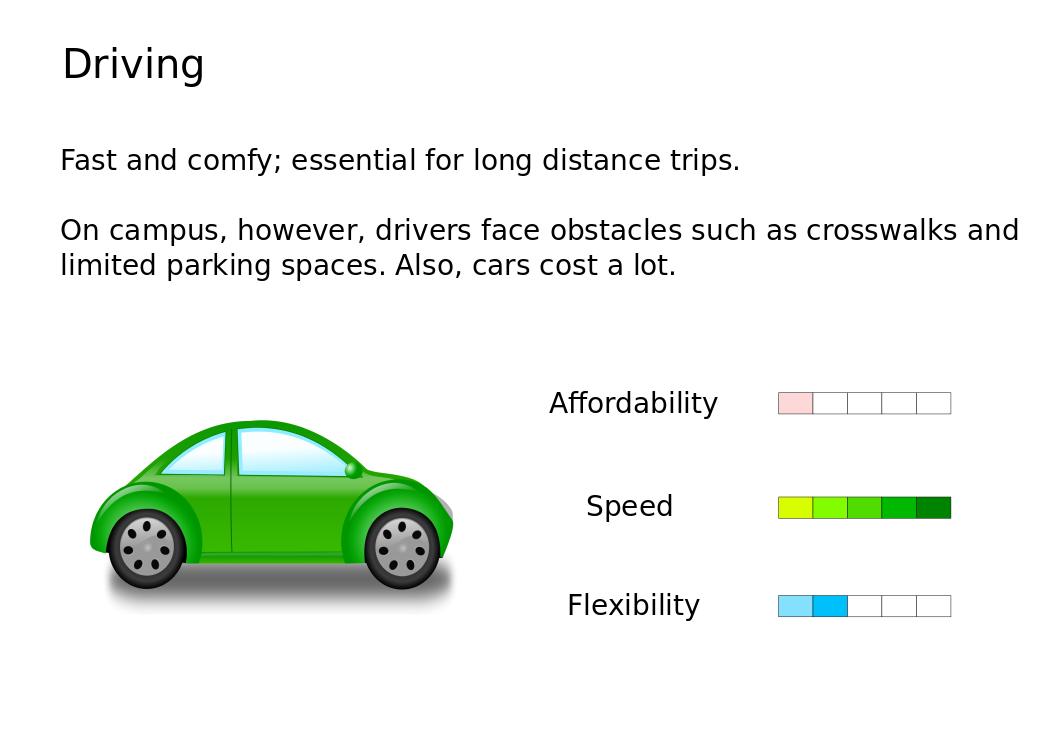 Driving
Fast and comfy; essential for long distance trips.
On campus, however, drivers face obstacles such as crosswalks and
limited parking spaces. Also, cars cost a lot.
Affordability
Speed
Flexibility